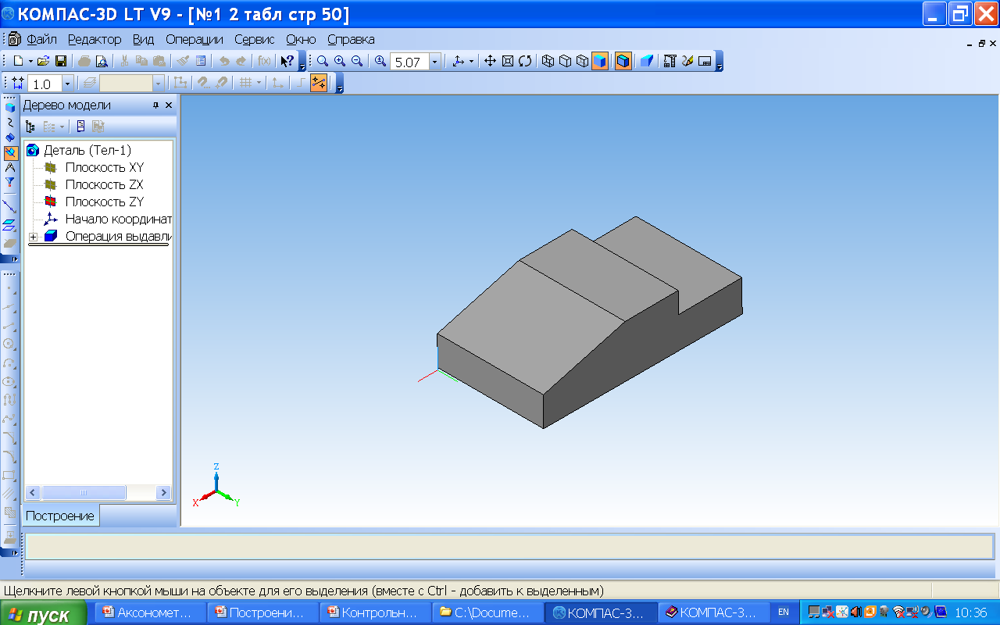 КОМПАС-3D LT V9 - [№1 2 табл стр 50]
Файл Редактор Вид Операции Сервис Окно Справка
5.07
f(x)
1.0
Дерево модели
Деталь (Тел-1)
Плоскость XY
Плоскость ZX
Плоскость ZY
Начало координат
Операция выдавли
Z
X
Y
Построение
Щелкните левой кнопкой мыши на объекте для его выделения (вместе с Ctrl - добавить к выделенным)
пуск
Аксономет...
Построени...
Контрольн...
C:\Docume...
КОМПАС-3...
КОМПАС-3...
EN
10:36